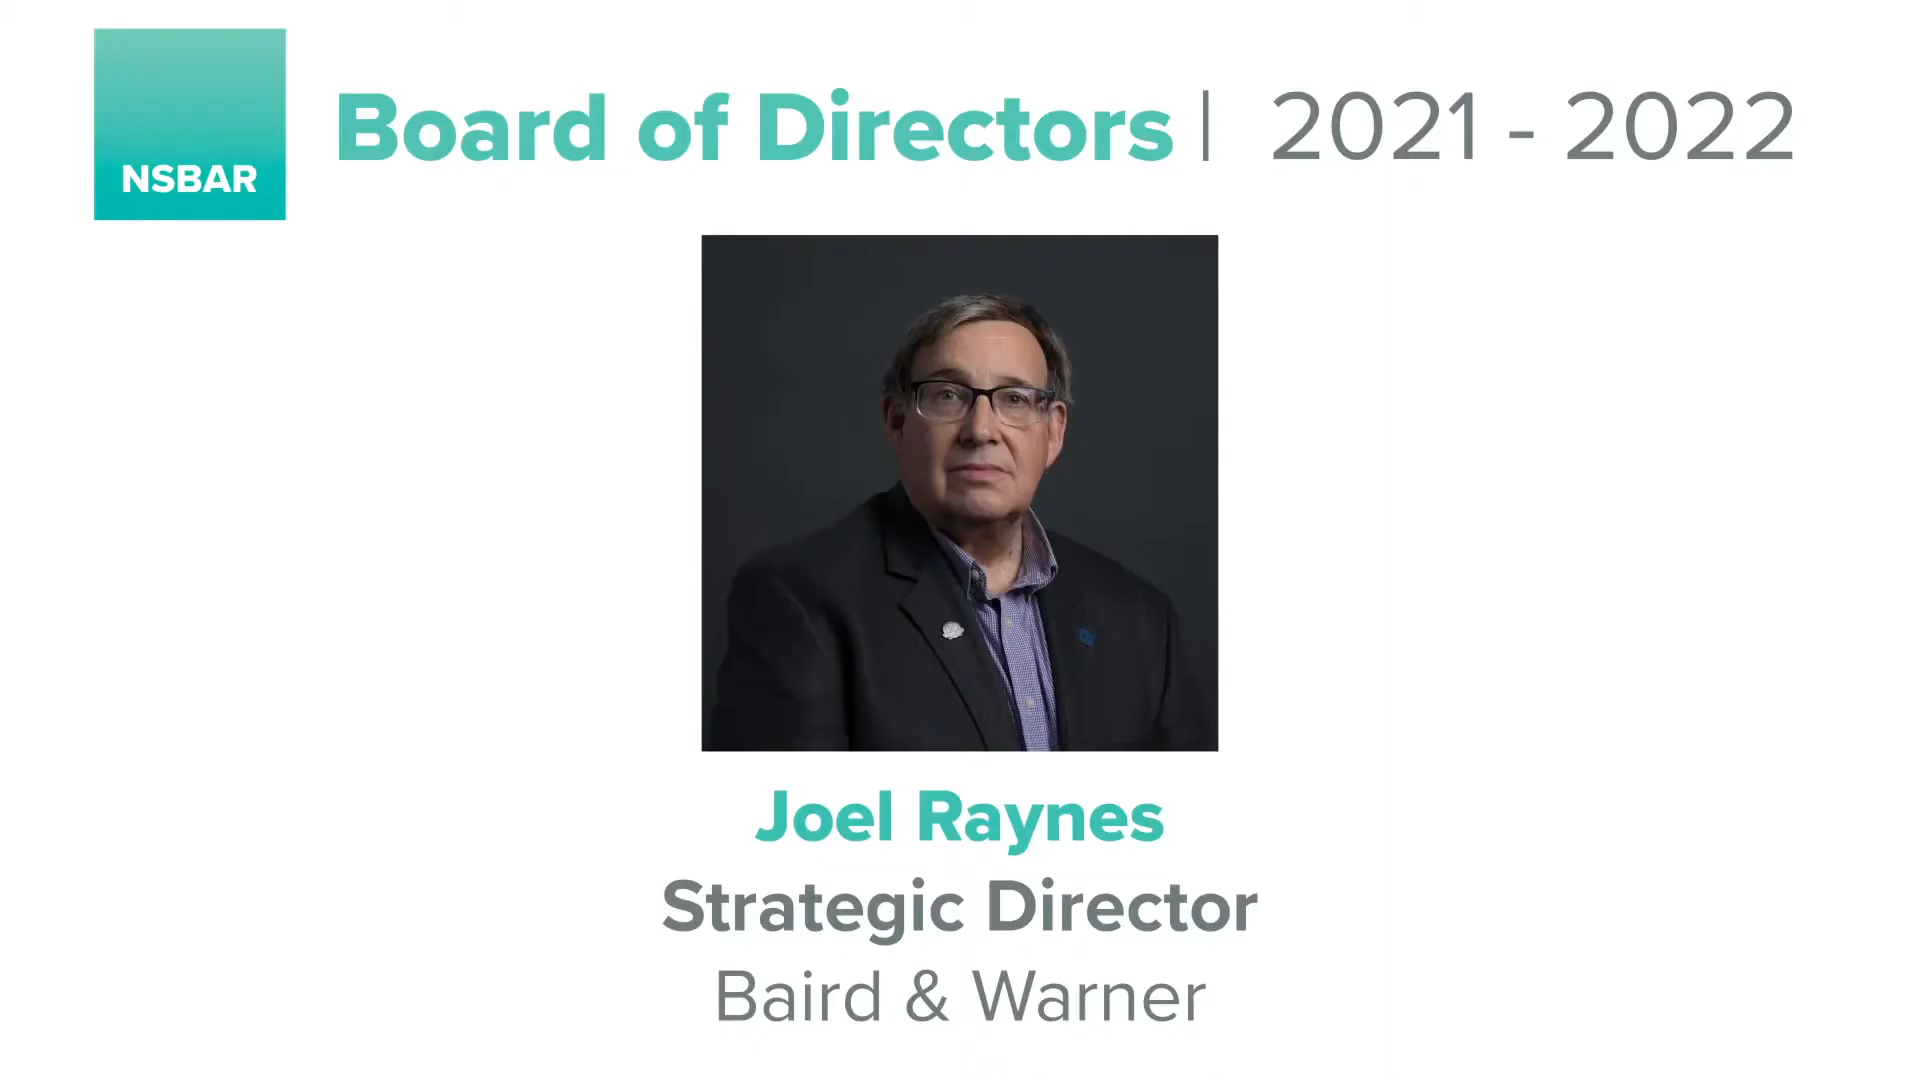 NSBAR
Board of Directors | 2021 - 2022
Joel Raynes
Strategic Director
Baird & Warner